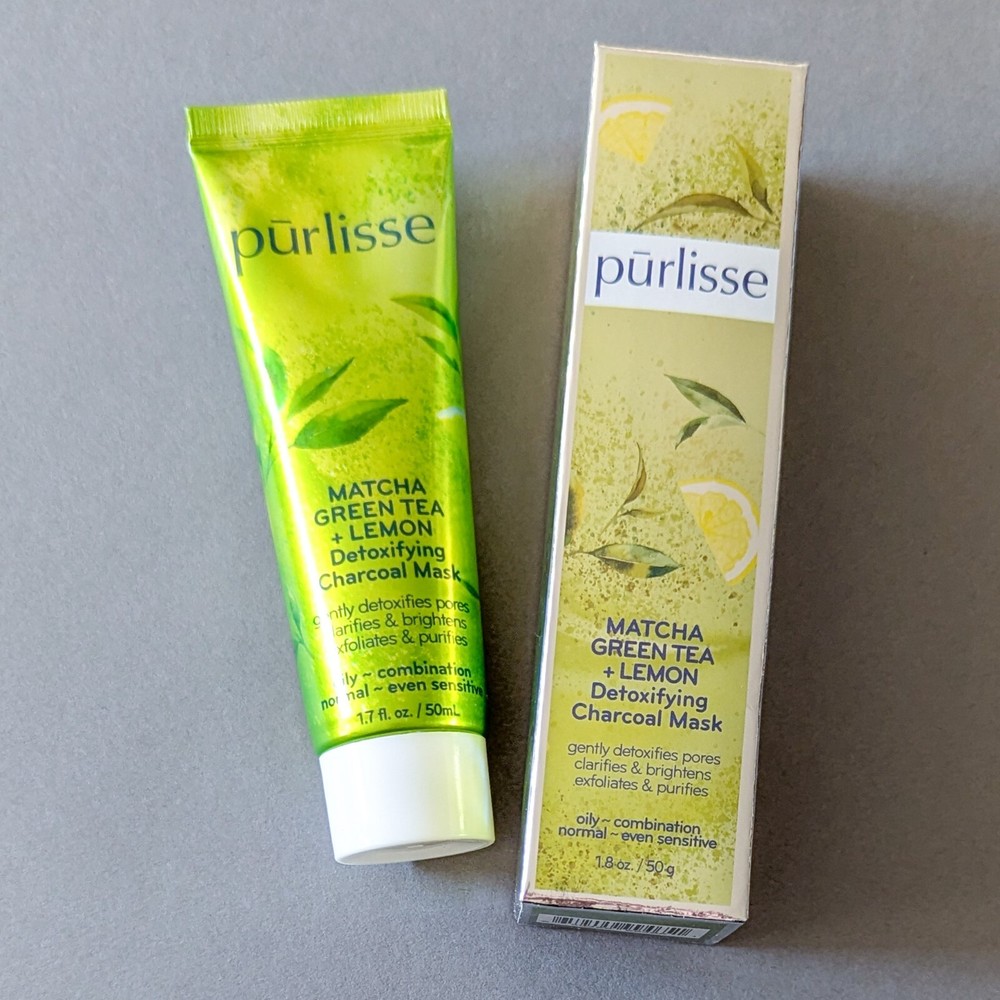 pūrlisse
MATCHA
GREEN TEA
+ LEMON
Detoxifying
Charcoal Mask
gently detoxifies pores
clarifies & brightens
exfoliates & purifies
oily ~ combination
normal ~ even sensitive
1.7 fl. oz. / 50mL
pūrlisse
MATCHA
GREEN TEA
+ LEMON
Detoxifying
Charcoal Mask
gently detoxifies pores
clarifies & brightens
exfoliates & purifies
oily ~ combination
normal ~ even sensitive
1.8 oz. / 50 g